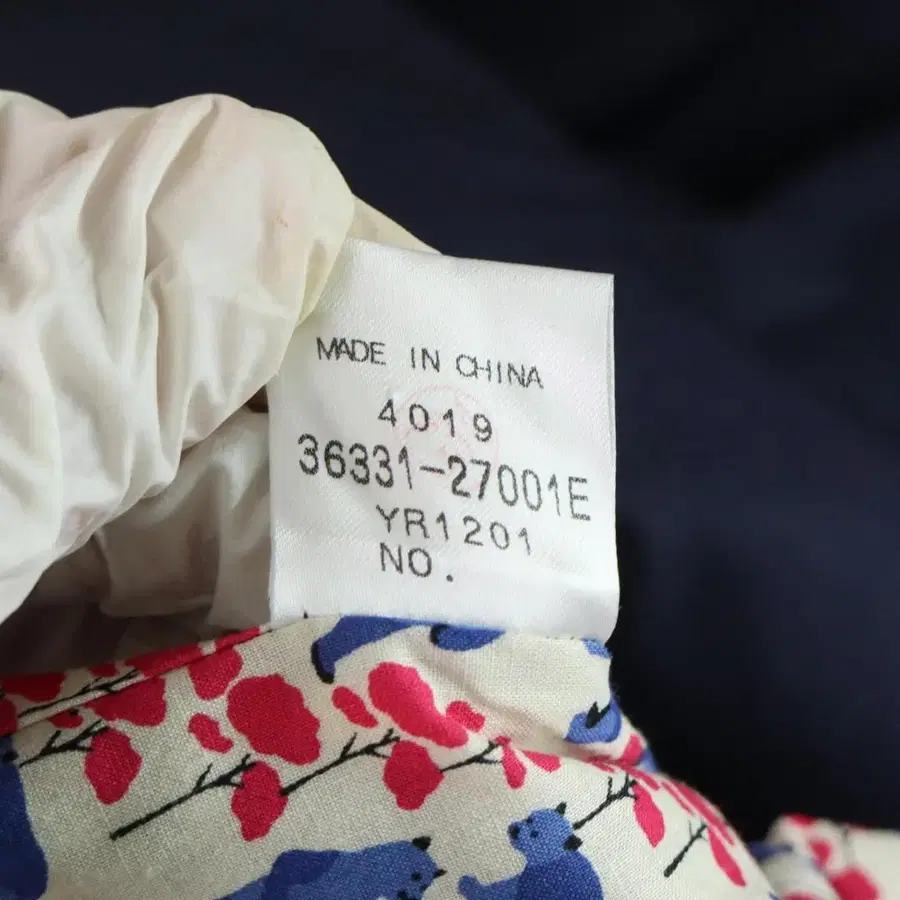 MADE IN CHINA
4019
36331-27001E
YR1201
NO.